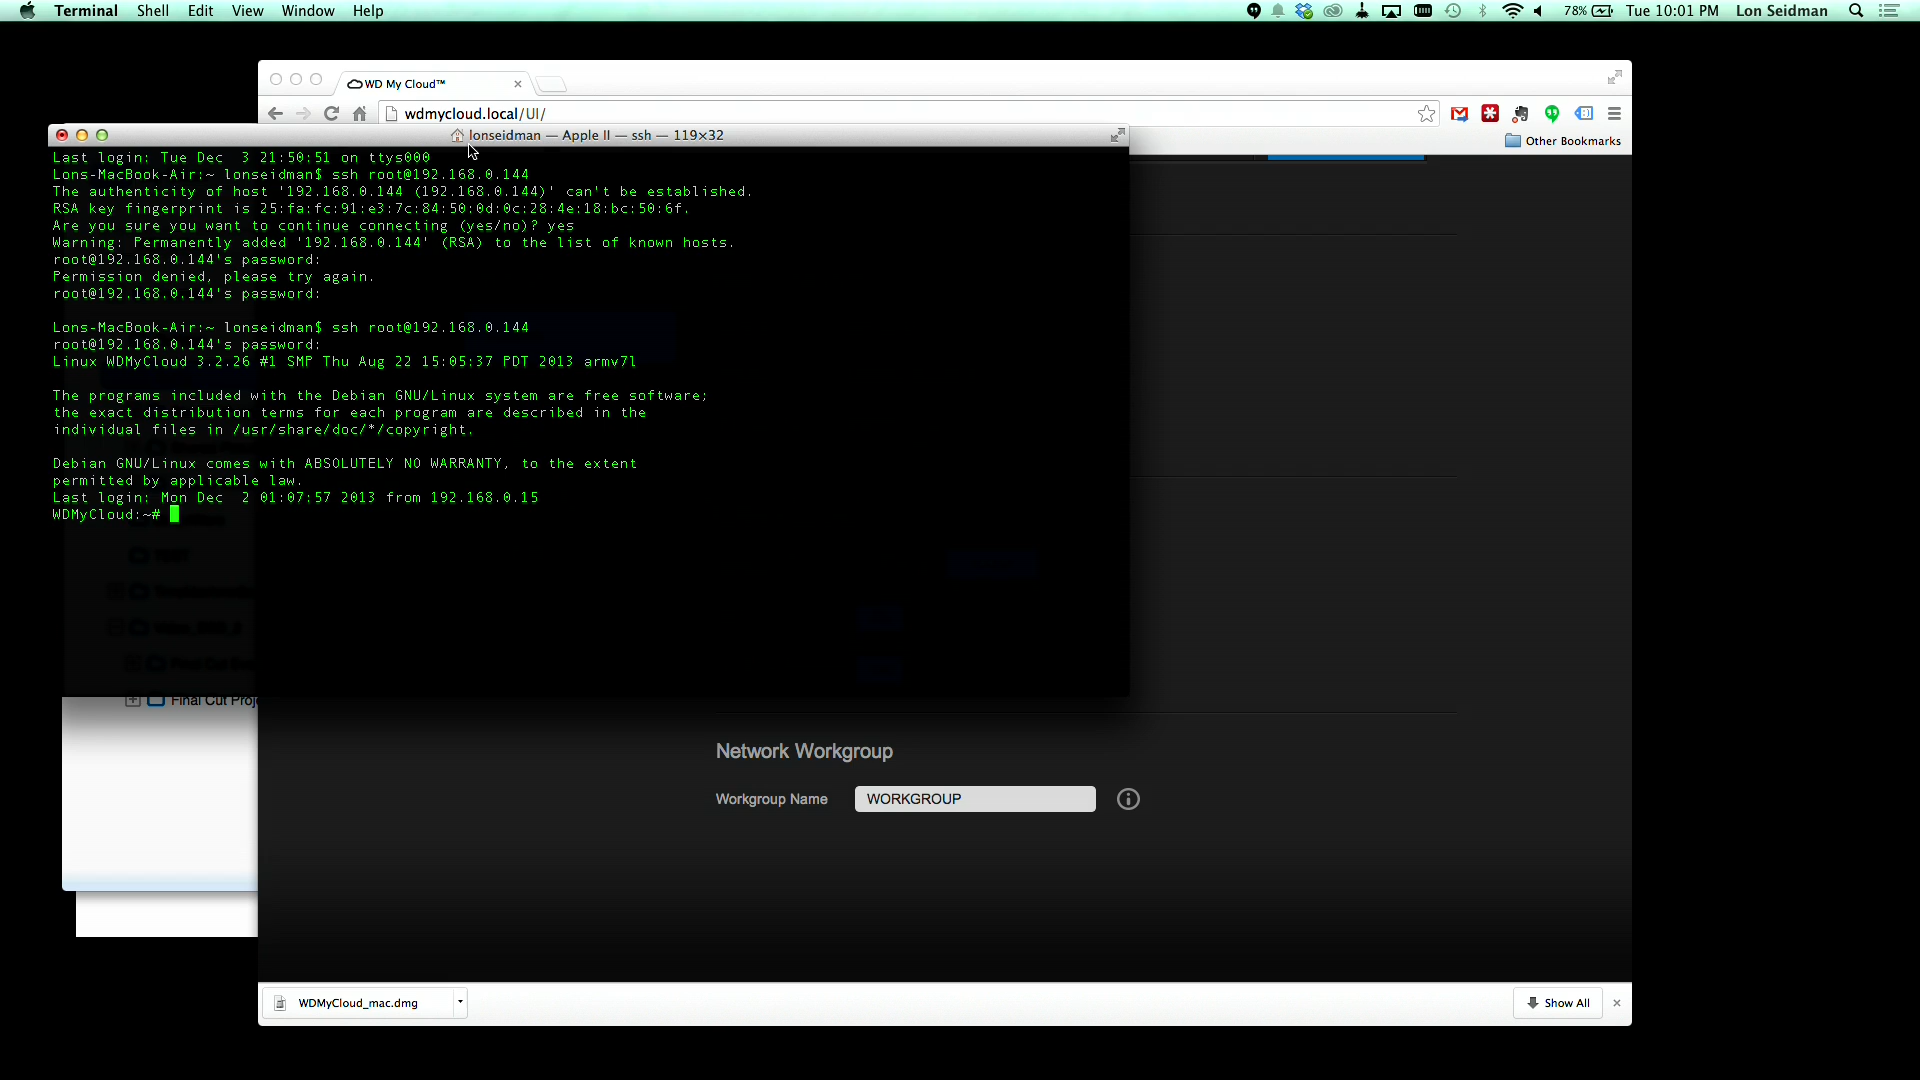 Terminal Shell Edit View Window Help
78% Tue 10:01 PM Lon Seidman
WD My Cloud™
wdmycloud.local/UI/
Other Bookmarks
lonseidman — Apple II — ssh — 119×32
Last login: Tue Dec  3 21:50:51 on ttys000
Lons-MacBook-Air:~ lonseidman$ ssh root@192.168.0.144
The authenticity of host '192.168.0.144 (192.168.0.144)' can't be established.
RSA key fingerprint is 25:fa:fc:91:e3:7c:84:50:0d:0c:28:4e:18:bc:50:6f.
Are you sure you want to continue connecting (yes/no)? yes
Warning: Permanently added '192.168.0.144' (RSA) to the list of known hosts.
root@192.168.0.144's password:
Permission denied, please try again.
root@192.168.0.144's password:
Lons-MacBook-Air:~ lonseidman$ ssh root@192.168.0.144
root@192.168.0.144's password:
Linux WDMyCloud 3.2.26 #1 SMP Thu Aug 22 15:05:37 PDT 2013 armv7l
The programs included with the Debian GNU/Linux system are free software;
the exact distribution terms for each program are described in the
individual files in /usr/share/doc/*/copyright.
Debian GNU/Linux comes with ABSOLUTELY NO WARRANTY, to the extent
permitted by applicable law.
Last login: Mon Dec  2 01:07:57 2013 from 192.168.0.15
WDMyCloud:~#
Final Cut Proje
Network Workgroup
Workgroup Name WORKGROUP
WDMyCloud_mac.dmg
Show All